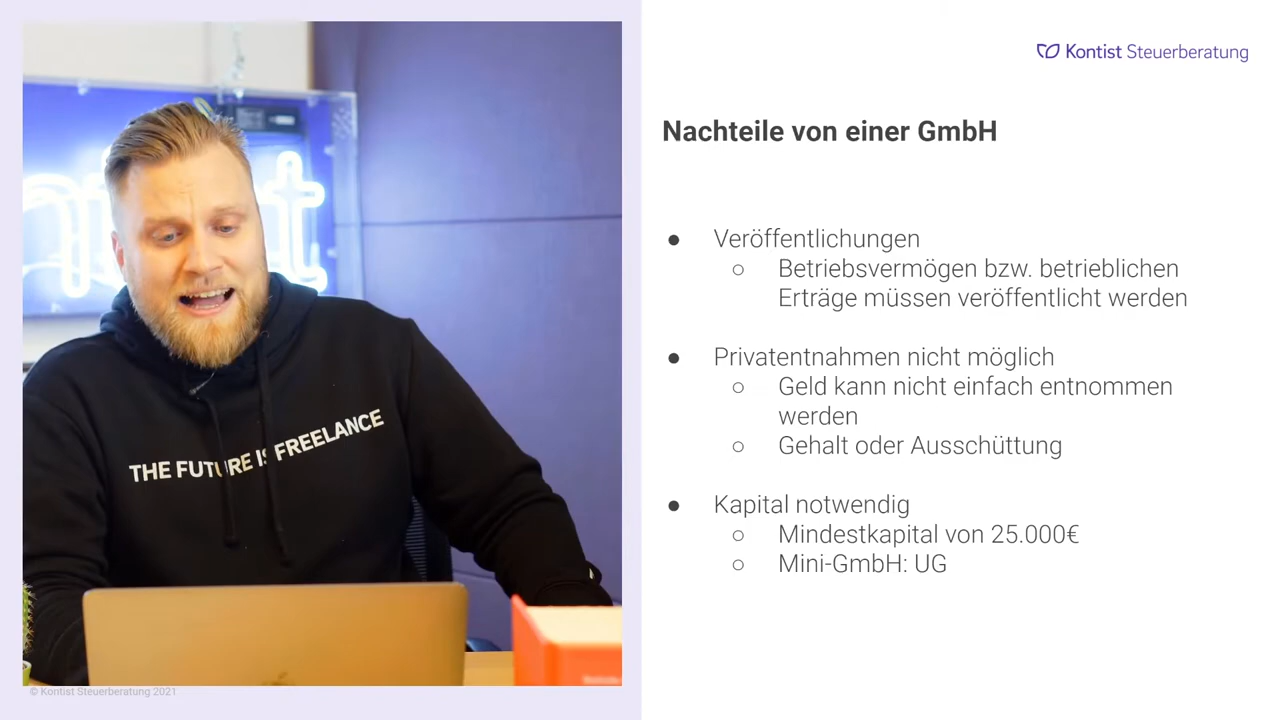 Kontist Steuerberatung
Nachteile von einer GmbH
● Veröffentlichungen
○ Betriebsvermögen bzw. betrieblichen
Erträge müssen veröffentlicht werden
● Privatentnahmen nicht möglich
○ Geld kann nicht einfach entnommen
werden
○ Gehalt oder Ausschüttung
● Kapital notwendig
○ Mindestkapital von 25.000€
○ Mini-GmbH: UG
THE FUTURE IS FREELANCE
© Kontist Steuerberatung 2021